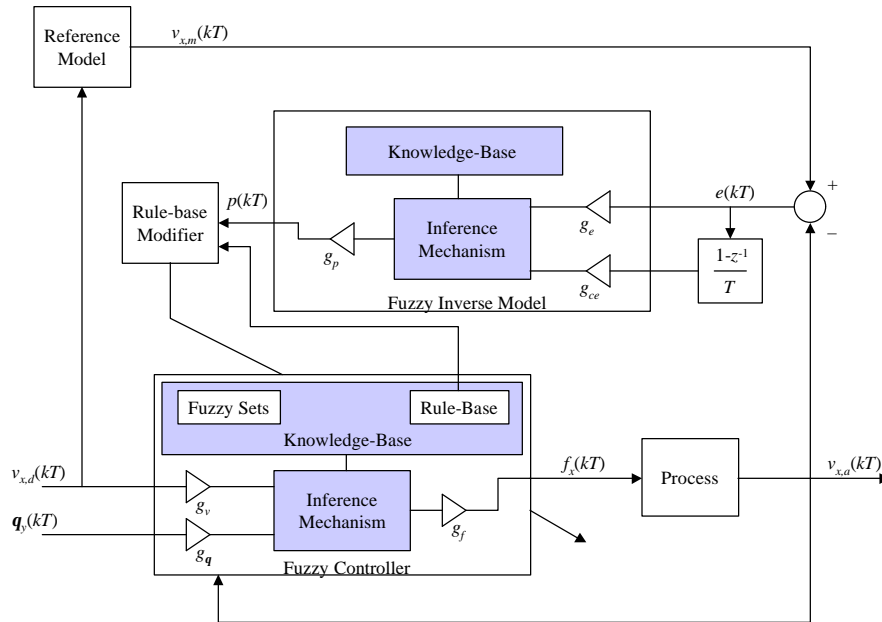 Reference
Model
v_{x,m}(kT)
Knowledge-Base
Rule-base
Modifier
p(kT)
g_p
Inference
Mechanism
g_e
g_{ce}
e(kT)
+
−
1-z^{-1}
T
Fuzzy Inverse Model
Fuzzy Sets
Rule-Base
Knowledge-Base
v_{x,d}(kT)
g_v
q_y(kT)
g_q
Inference
Mechanism
g_f
f_x(kT)
Process
v_{x,a}(kT)
Fuzzy Controller